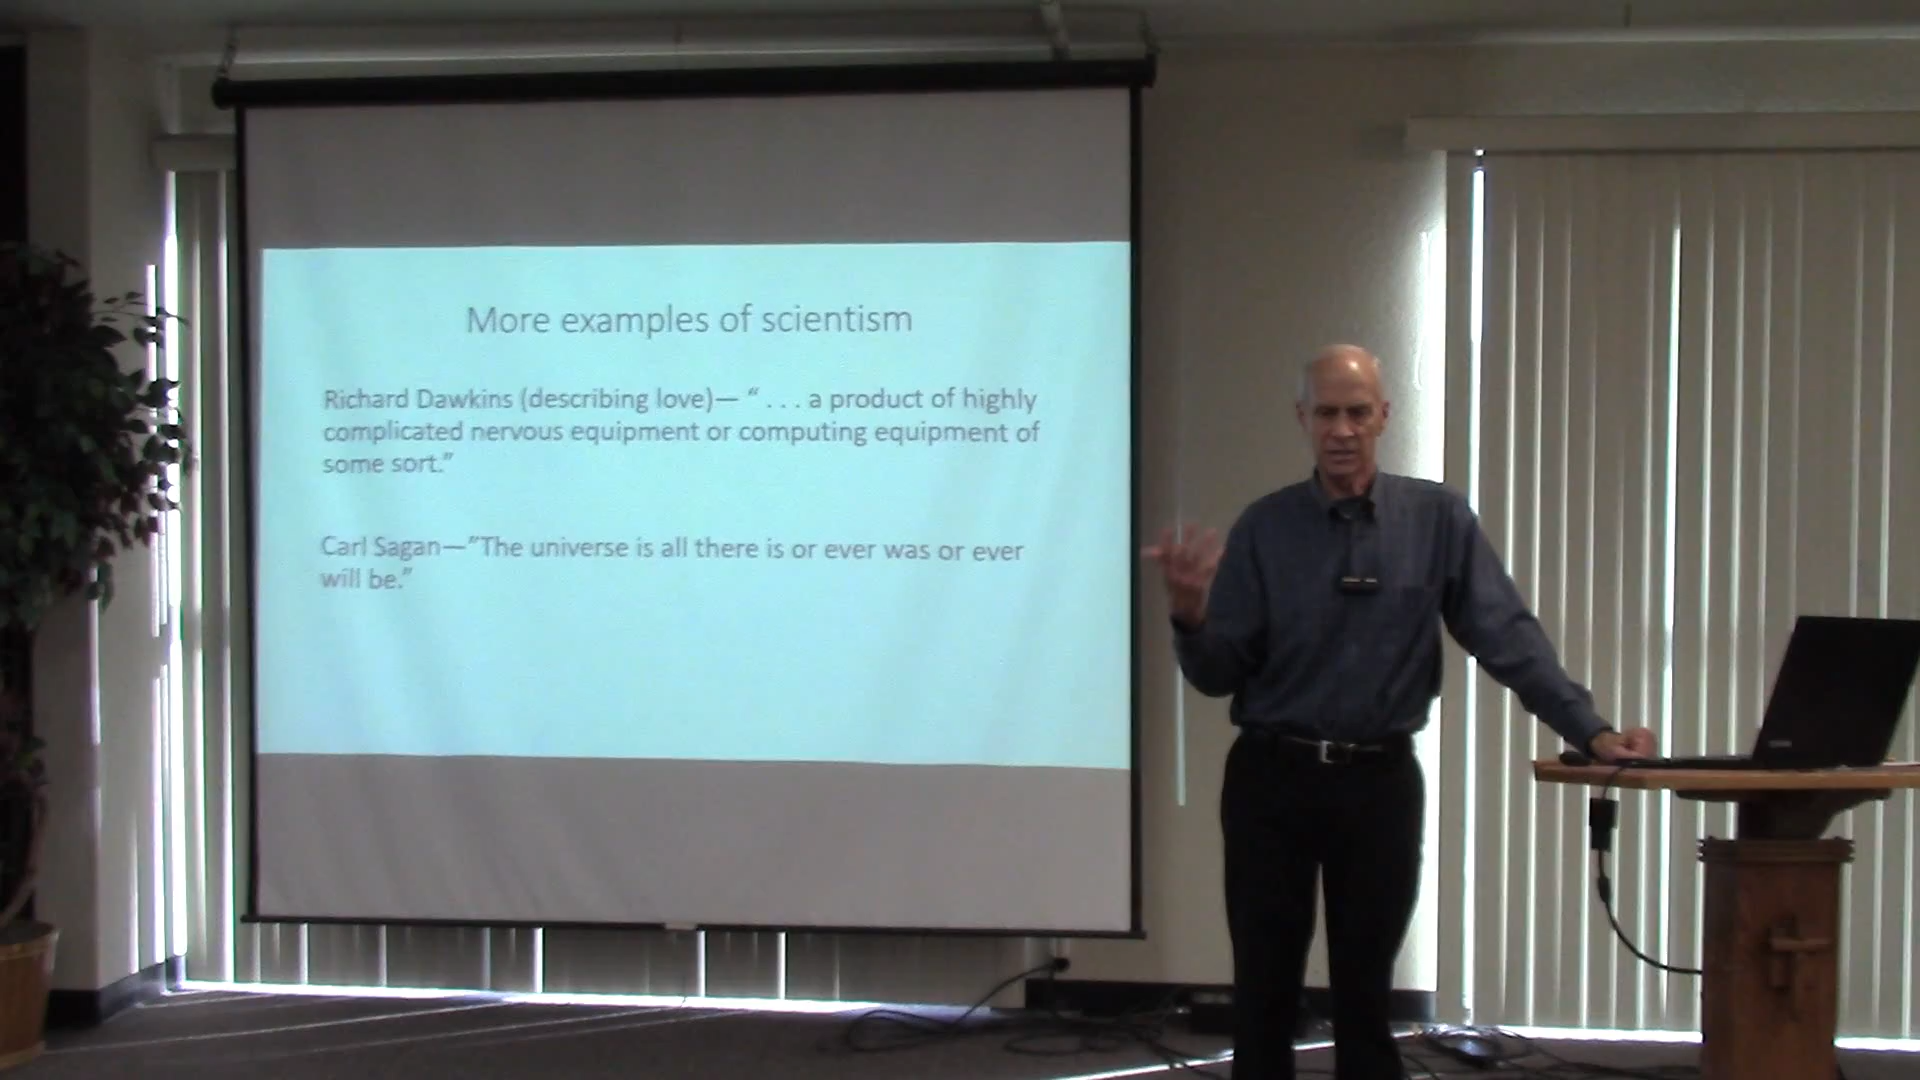 More examples of scientism
Richard Dawkins (describing love)— “ . . . a product of highly
complicated nervous equipment or computing equipment of
some sort.”
Carl Sagan—”The universe is all there is or ever was or ever
will be.”